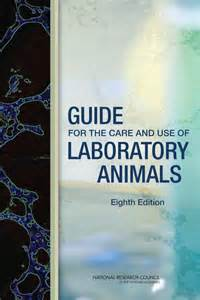 GUIDE
FOR THE CARE AND USE OF
LABORATORY
ANIMALS
Eighth Edition
NATIONAL RESEARCH COUNCIL